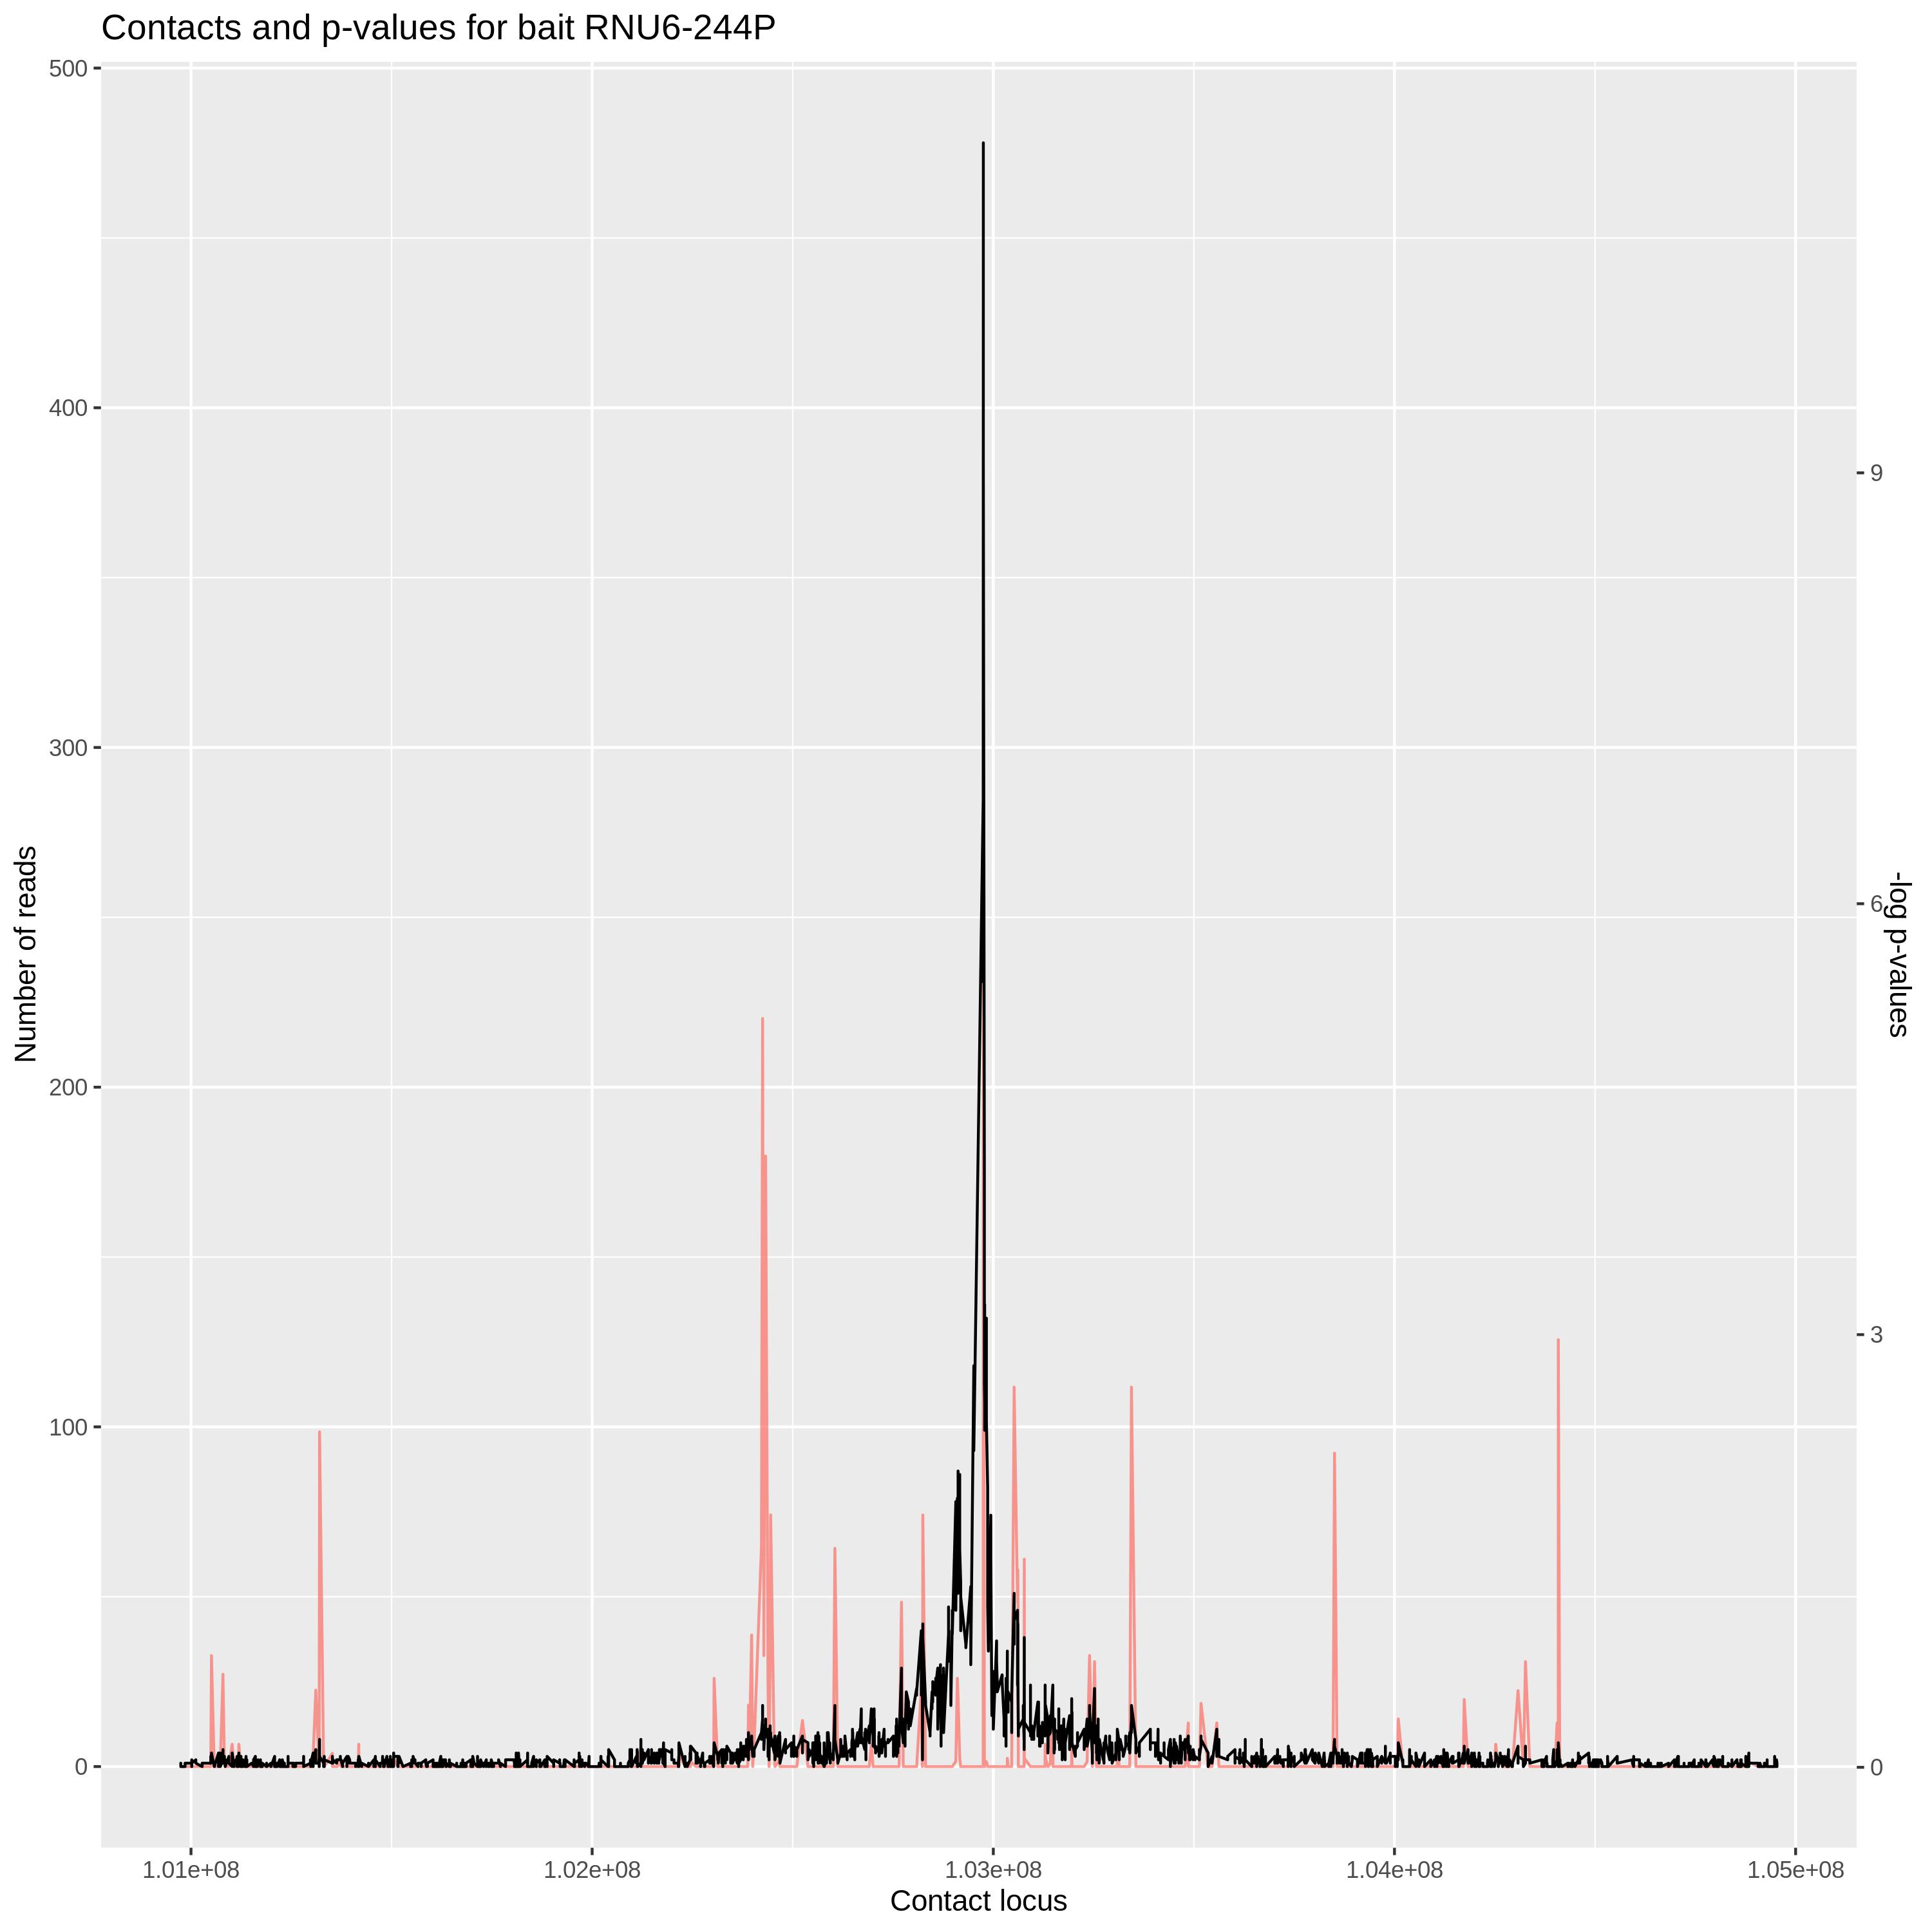 Contacts and p-values for bait RNU6-244P
500
400
300
200
100
0
Number of reads
9
6
3
0
-log p-values
1.01e+08 1.02e+08 1.03e+08 1.04e+08 1.05e+08
Contact locus